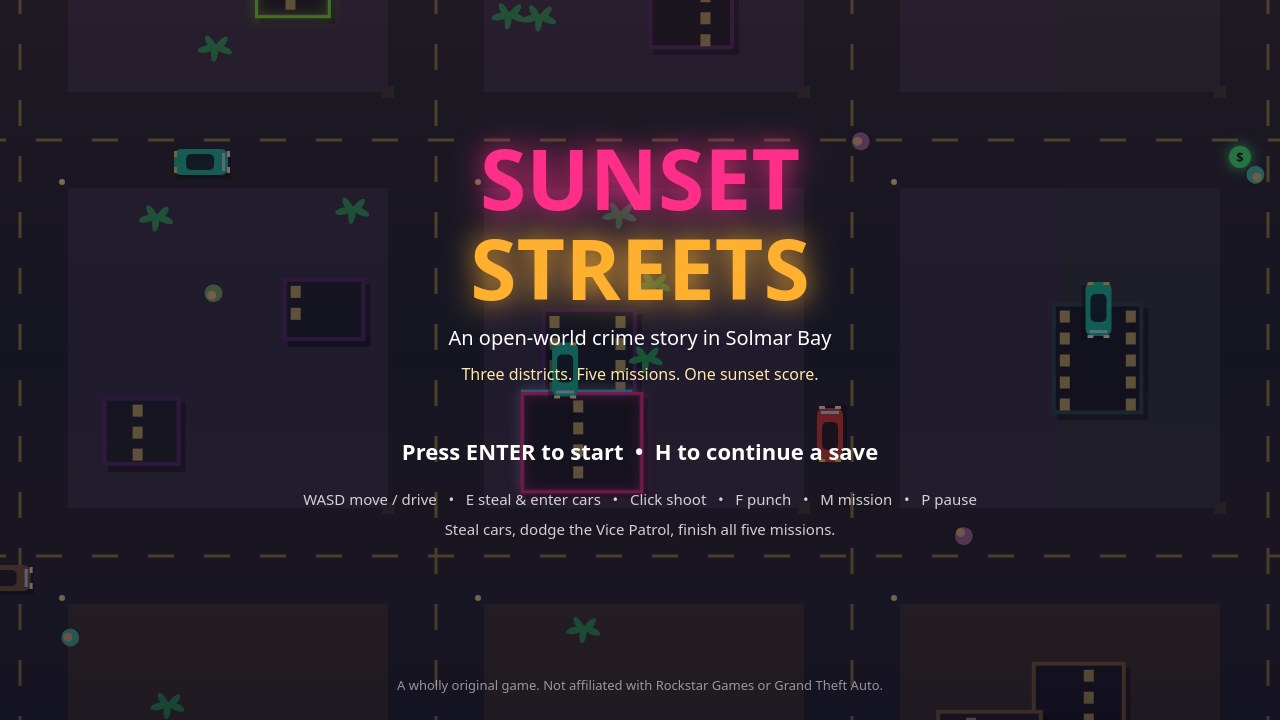 $
SUNSET
STREETS
An open-world crime story in Solmar Bay
Three districts. Five missions. One sunset score.
Press ENTER to start • H to continue a save
WASD move / drive • E steal & enter cars • Click shoot • F punch • M mission • P pause
Steal cars, dodge the Vice Patrol, finish all five missions.
A wholly original game. Not affiliated with Rockstar Games or Grand Theft Auto.